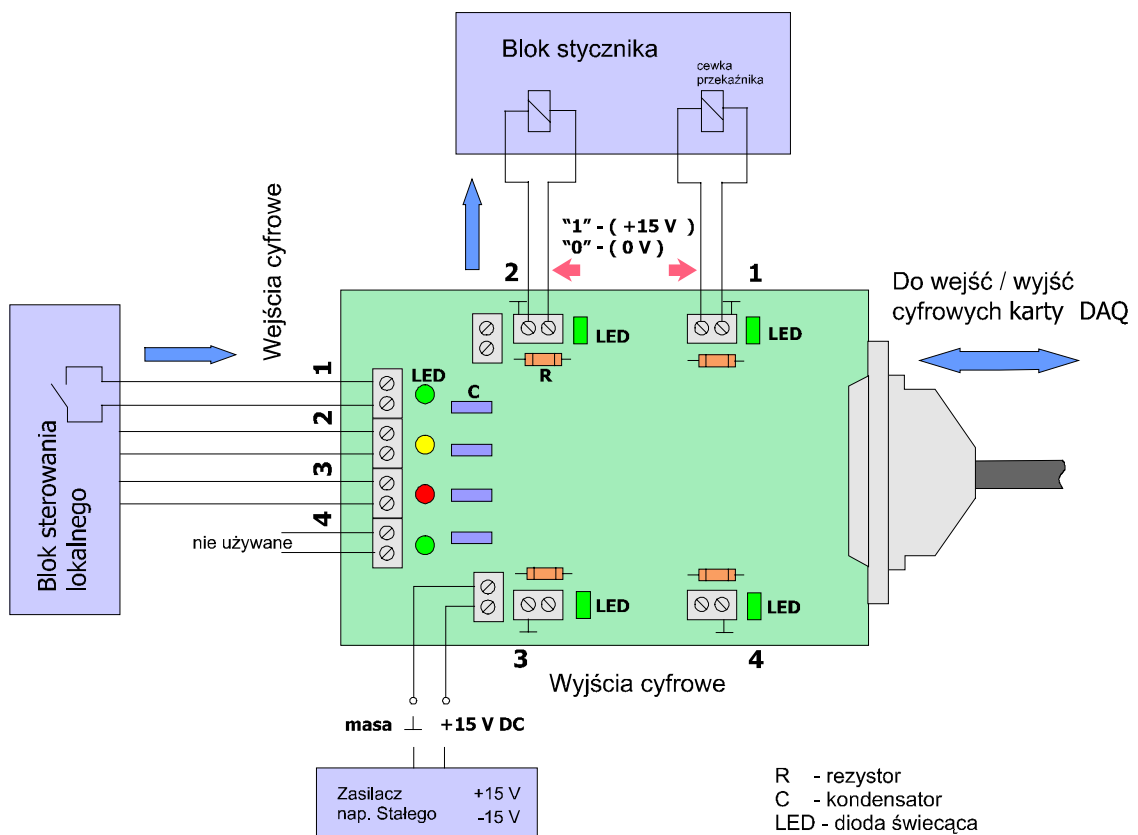 Blok stycznika
cewka
przekaźnika
"1" - ( +15 V )
"0" - ( 0 V )
2
1
Wejścia cyfrowe
Do wejść / wyjść
cyfrowych karty DAQ
LED
LED
R
1
2
3
4
LED
C
Blok sterowania
lokalnego
nie używane
LED
LED
3
4
Wyjścia cyfrowe
masa
+15 V DC
Zasilacz +15 V
nap. Stałego -15 V
R - rezystor
C - kondensator
LED - dioda świecąca